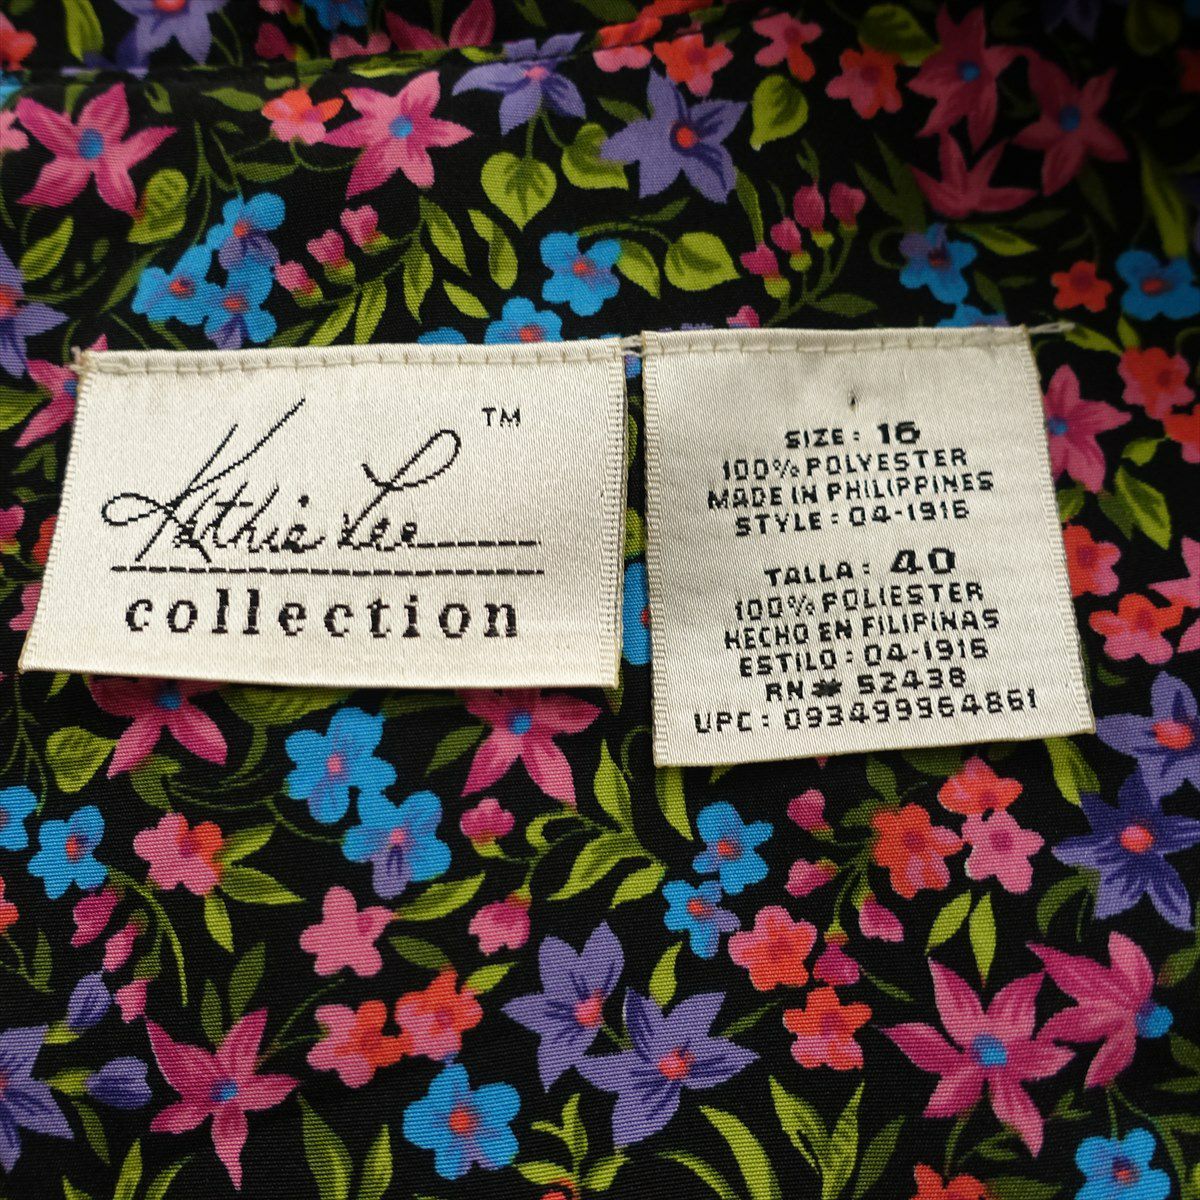 Kathie Lee TM
collection
SIZE: 16
100% POLYESTER
MADE IN PHILIPPINES
STYLE: 04-1916
TALLA: 40
100% POLIESTER
HECHO EN FILIPINAS
ESTILO: 04-1916
RN # 52438
UPC: 093499964861